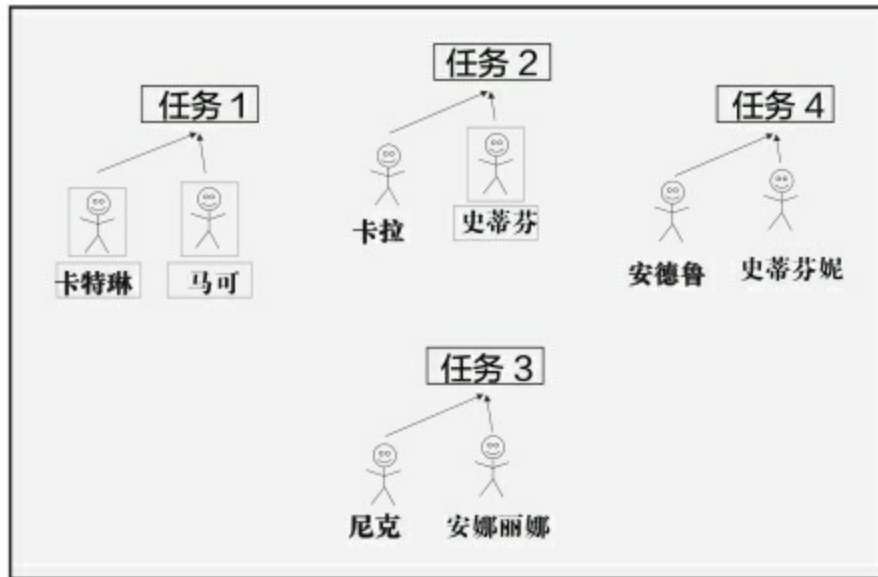 任务 1
卡特琳
马可
任务 2
卡拉
史蒂芬
任务 4
安德鲁
史蒂芬妮
任务 3
尼克
安娜丽娜